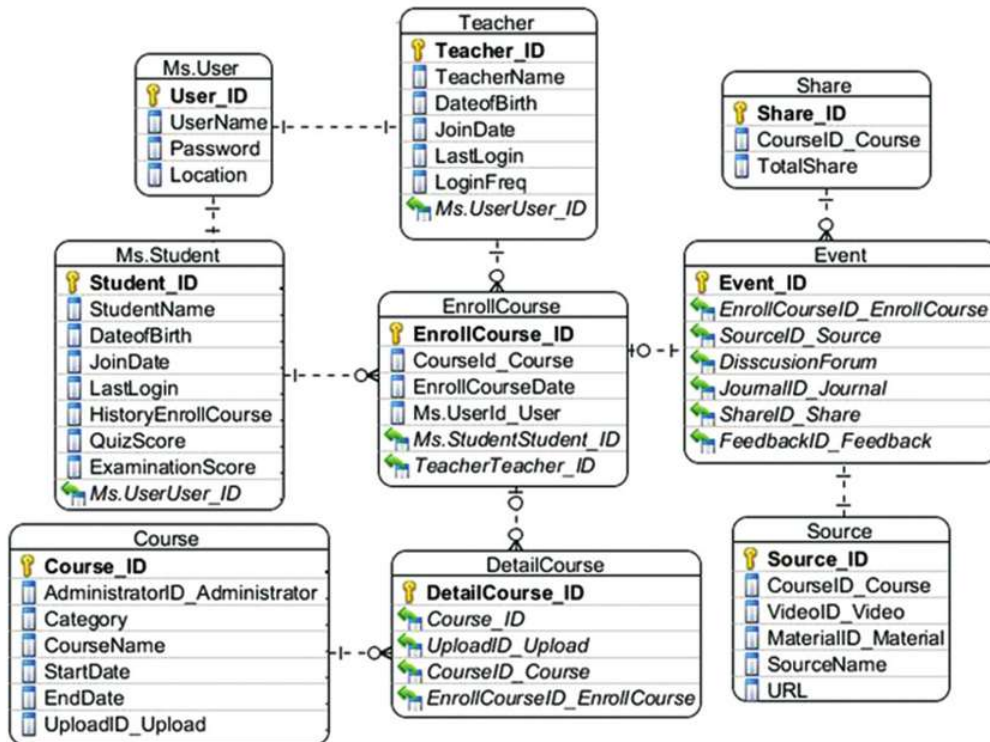 Ms.User
User_ID
UserName
Password
Location
Teacher
Teacher_ID
TeacherName
DateofBirth
JoinDate
LastLogin
LoginFreq
Ms.UserUser_ID
Share
Share_ID
CourseID_Course
TotalShare
Ms.Student
Student_ID
StudentName
DateofBirth
JoinDate
LastLogin
HistoryEnrollCourse
QuizScore
ExaminationScore
Ms.UserUser_ID
EnrollCourse
EnrollCourse_ID
CourseId_Course
EnrollCourseDate
Ms.UserId_User
Ms.StudentStudent_ID
TeacherTeacher_ID
Event
Event_ID
EnrollCourseID_EnrollCourse
SourceID_Source
DisscusionForum
JournalID_Journal
ShareID_Share
FeedbackID_Feedback
Course
Course_ID
AdministratorID_Administrator
Category
CourseName
StartDate
EndDate
UploadID_Upload
DetailCourse
DetailCourse_ID
Course_ID
UploadID_Upload
CourseID_Course
EnrollCourseID_EnrollCourse
Source
Source_ID
CourseID_Course
VideoID_Video
MaterialID_Material
SourceName
URL